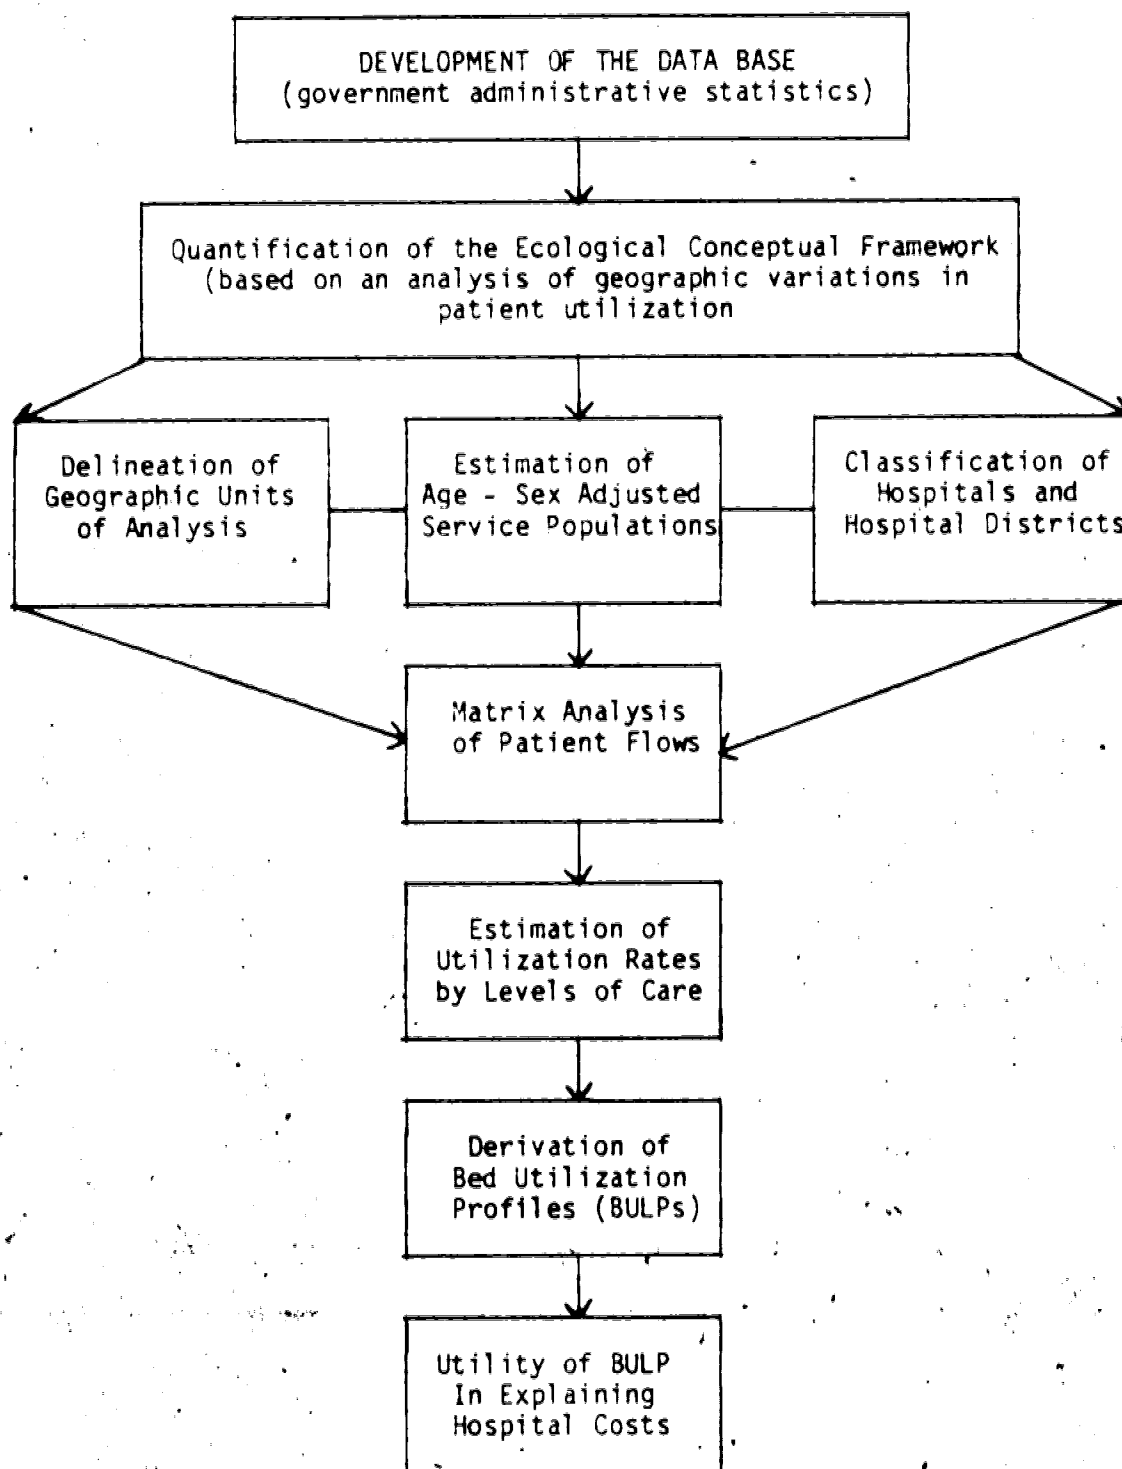 DEVELOPMENT OF THE DATA BASE
(government administrative statistics)
Quantification of the Ecological Conceptual Framework
(based on an analysis of geographic variations in
patient utilization
Delineation of
Geographic Units
of Analysis
Estimation of
Age - Sex Adjusted
Service Populations
Classification of
Hospitals and
Hospital Districts
Matrix Analysis
of Patient Flows
Estimation of
Utilization Rates
by Levels of Care
Derivation of
Bed Utilization
Profiles (BULPs)
Utility of BULP
In Explaining
Hospital Costs